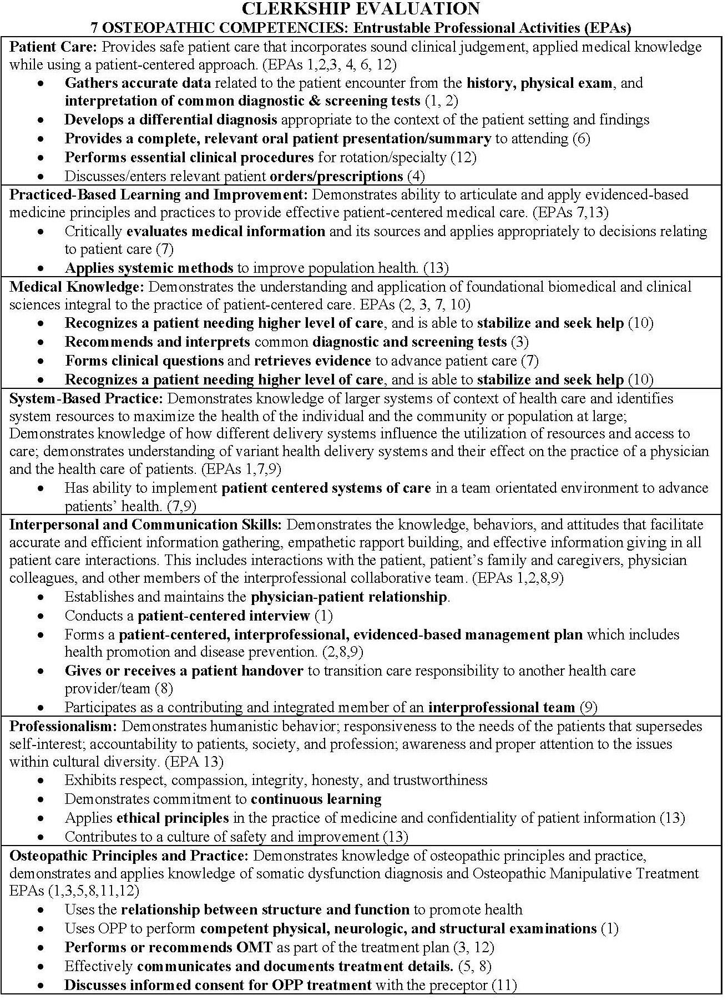 CLERKSHIP EVALUATION
7 OSTEOPATHIC COMPETENCIES: Entrustable Professional Activities (EPAs)
Patient Care: Provides safe patient care that incorporates sound clinical judgement, applied medical knowledge
while using a patient-centered approach. (EPAs 1,2,3, 4, 6, 12)
• Gathers accurate data related to the patient encounter from the history, physical exam, and
interpretation of common diagnostic & screening tests (1, 2)
• Develops a differential diagnosis appropriate to the context of the patient setting and findings
• Provides a complete, relevant oral patient presentation/summary to attending (6)
• Performs essential clinical procedures for rotation/specialty (12)
• Discusses/enters relevant patient orders/prescriptions (4)
Practiced-Based Learning and Improvement: Demonstrates ability to articulate and apply evidenced-based
medicine principles and practices to provide effective patient-centered medical care. (EPAs 7,13)
• Critically evaluates medical information and its sources and applies appropriately to decisions relating
to patient care (7)
• Applies systemic methods to improve population health. (13)
Medical Knowledge: Demonstrates the understanding and application of foundational biomedical and clinical
sciences integral to the practice of patient-centered care. EPAs (2, 3, 7, 10)
• Recognizes a patient needing higher level of care, and is able to stabilize and seek help (10)
• Recommends and interprets common diagnostic and screening tests (3)
• Forms clinical questions and retrieves evidence to advance patient care (7)
• Recognizes a patient needing higher level of care, and is able to stabilize and seek help (10)
System-Based Practice: Demonstrates knowledge of larger systems of context of health care and identifies
system resources to maximize the health of the individual and the community or population at large;
Demonstrates knowledge of how different delivery systems influence the utilization of resources and access to
care; demonstrates understanding of variant health delivery systems and their effect on the practice of a physician
and the health care of patients. (EPAs 1,7,9)
• Has ability to implement patient centered systems of care in a team orientated environment to advance
patients’ health. (7,9)
Interpersonal and Communication Skills: Demonstrates the knowledge, behaviors, and attitudes that facilitate
accurate and efficient information gathering, empathetic rapport building, and effective information giving in all
patient care interactions. This includes interactions with the patient, patient’s family and caregivers, physician
colleagues, and other members of the interprofessional collaborative team. (EPAs 1,2,8,9)
• Establishes and maintains the physician-patient relationship.
• Conducts a patient-centered interview (1)
• Forms a patient-centered, interprofessional, evidenced-based management plan which includes
health promotion and disease prevention. (2,8,9)
• Gives or receives a patient handover to transition care responsibility to another health care
provider/team (8)
• Participates as a contributing and integrated member of an interprofessional team (9)
Professionalism: Demonstrates humanistic behavior; responsiveness to the needs of the patients that supersedes
self-interest; accountability to patients, society, and profession; awareness and proper attention to the issues
within cultural diversity. (EPA 13)
• Exhibits respect, compassion, integrity, honesty, and trustworthiness
• Demonstrates commitment to continuous learning
• Applies ethical principles in the practice of medicine and confidentiality of patient information (13)
• Contributes to a culture of safety and improvement (13)
Osteopathic Principles and Practice: Demonstrates knowledge of osteopathic principles and practice,
demonstrates and applies knowledge of somatic dysfunction diagnosis and Osteopathic Manipulative Treatment
EPAs (1,3,5,8,11,12)
• Uses the relationship between structure and function to promote health
• Uses OPP to perform competent physical, neurologic, and structural examinations (1)
• Performs or recommends OMT as part of the treatment plan (3, 12)
• Effectively communicates and documents treatment details. (5, 8)
• Discusses informed consent for OPP treatment with the preceptor (11)